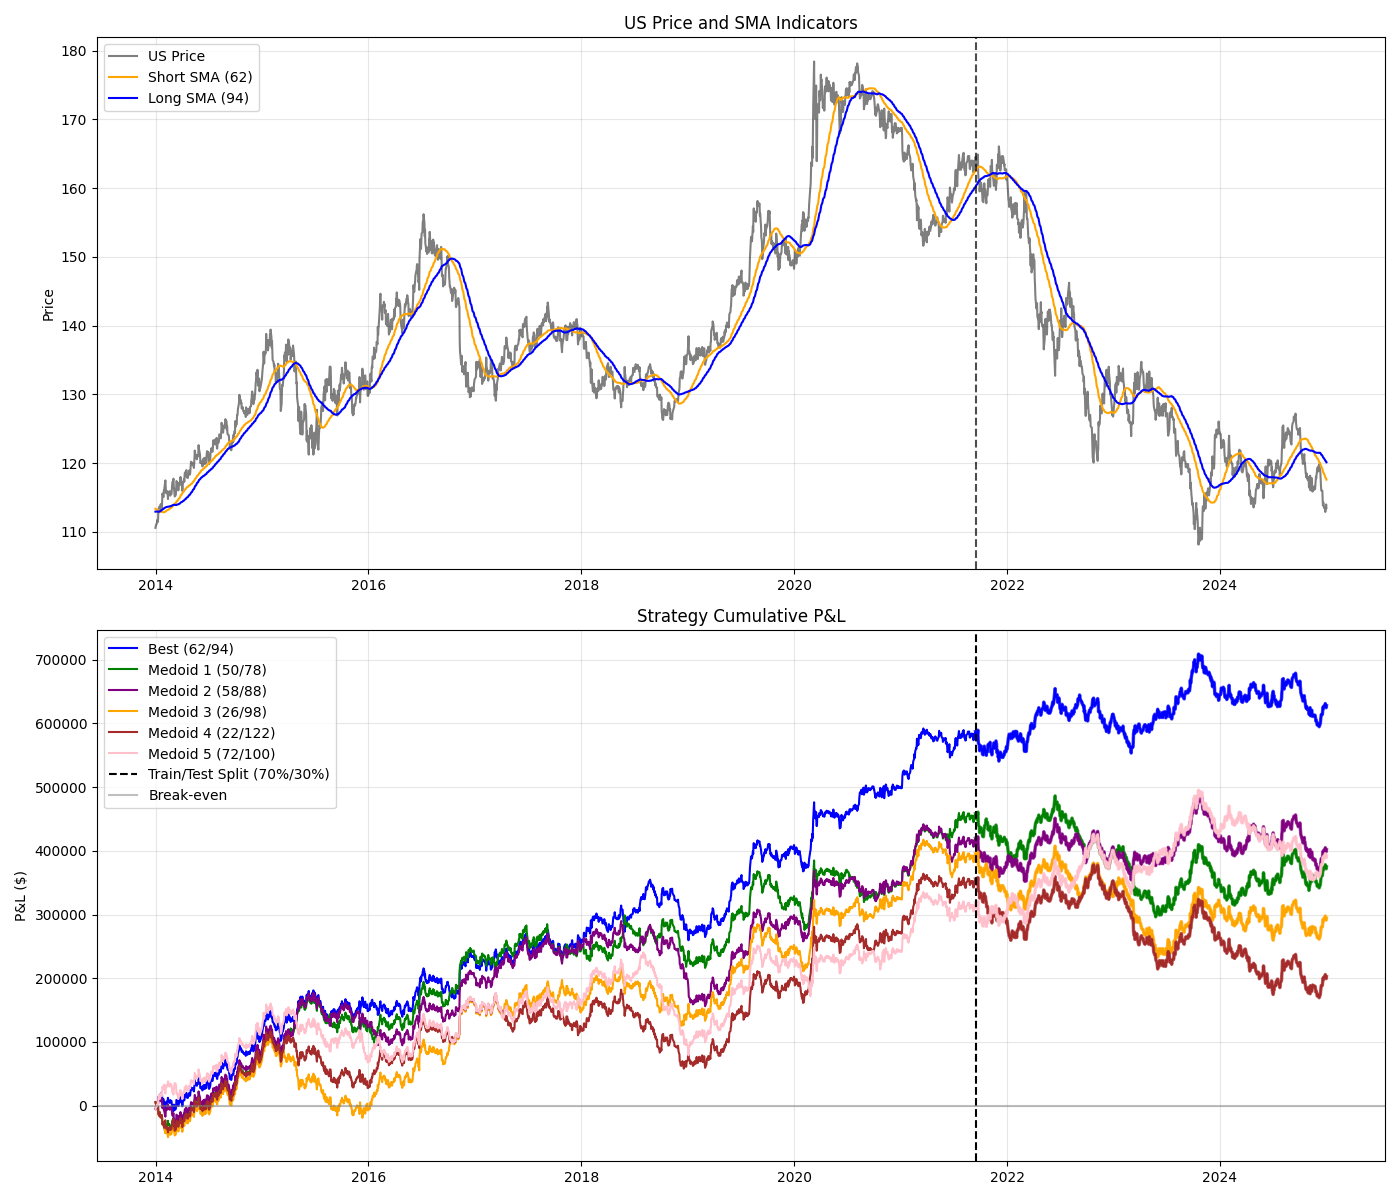 US Price and SMA Indicators
US Price
Short SMA (62)
Long SMA (94)
Price
180
170
160
150
140
130
120
110
2014
2016
2018
2020
2022
2024
Strategy Cumulative P&L
Best (62/94)
Medoid 1 (50/78)
Medoid 2 (58/88)
Medoid 3 (26/98)
Medoid 4 (22/122)
Medoid 5 (72/100)
Train/Test Split (70%/30%)
Break-even
P&L ($)
700000
600000
500000
400000
300000
200000
100000
0
2014
2016
2018
2020
2022
2024